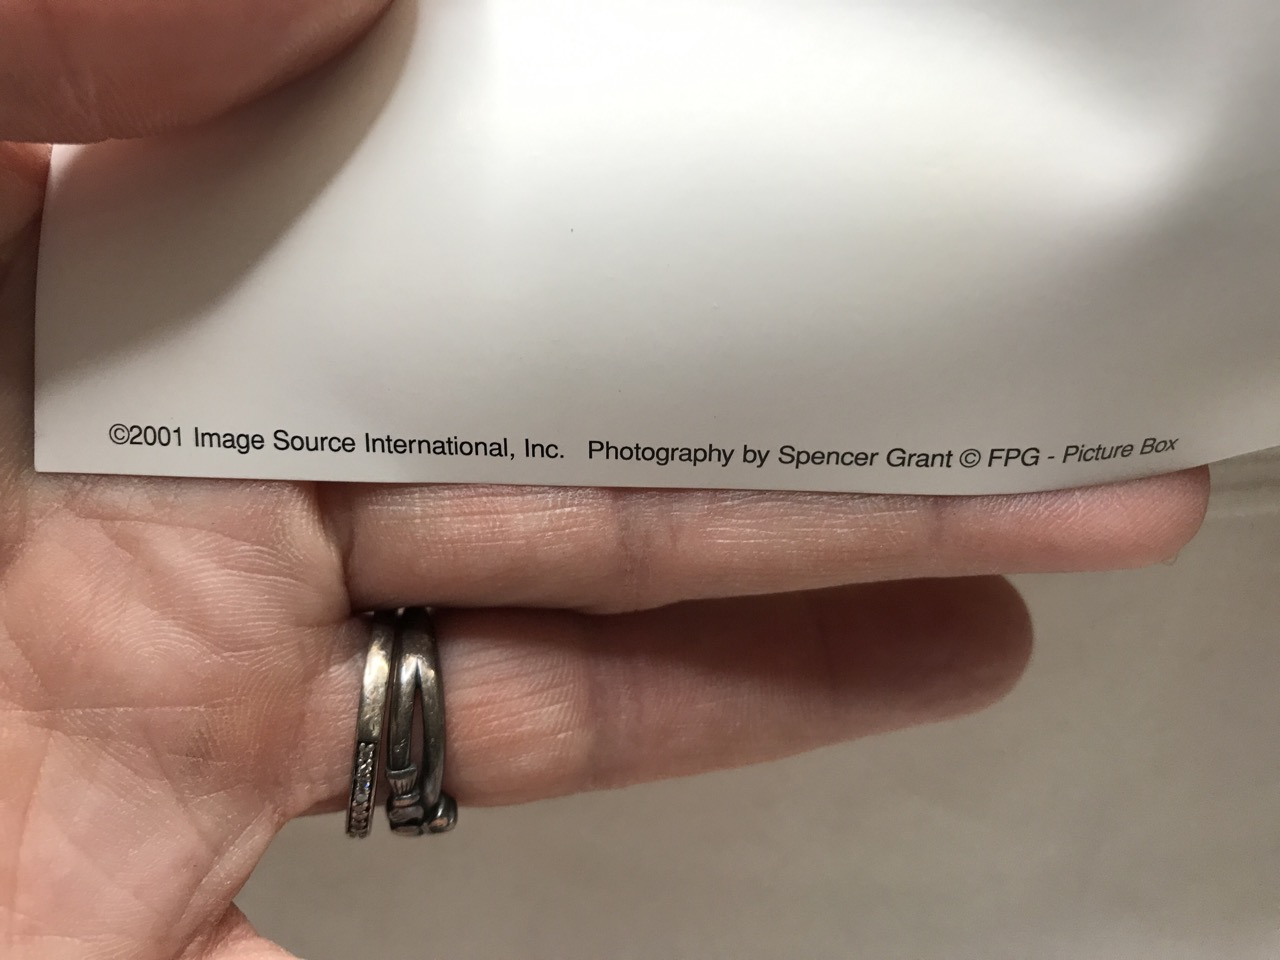 ©2001 Image Source International, Inc. Photography by Spencer Grant © FPG - Picture Box